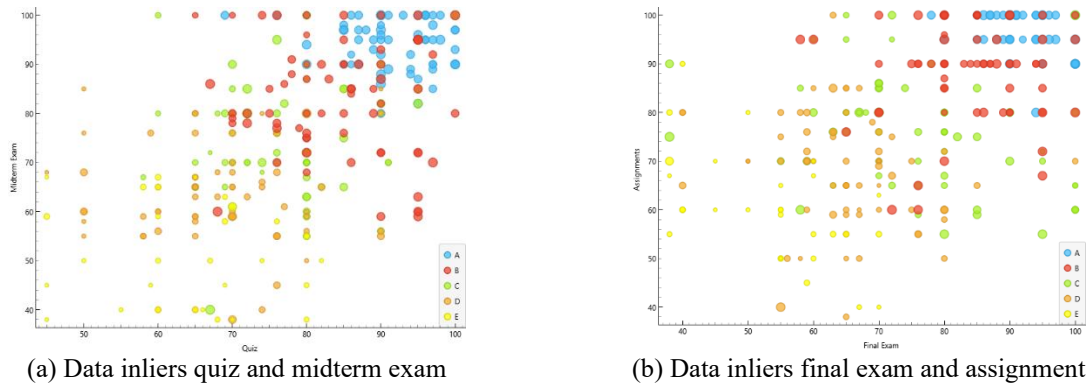 100
90
80
70
60
50
40
Midterm Exam
50
60
70
80
90
100
Quiz
A
B
C
D
E
(a) Data inliers quiz and midterm exam
100
90
80
70
60
50
40
Assignments
40
50
60
70
80
90
100
Final Exam
A
B
C
D
E
(b) Data inliers final exam and assignment